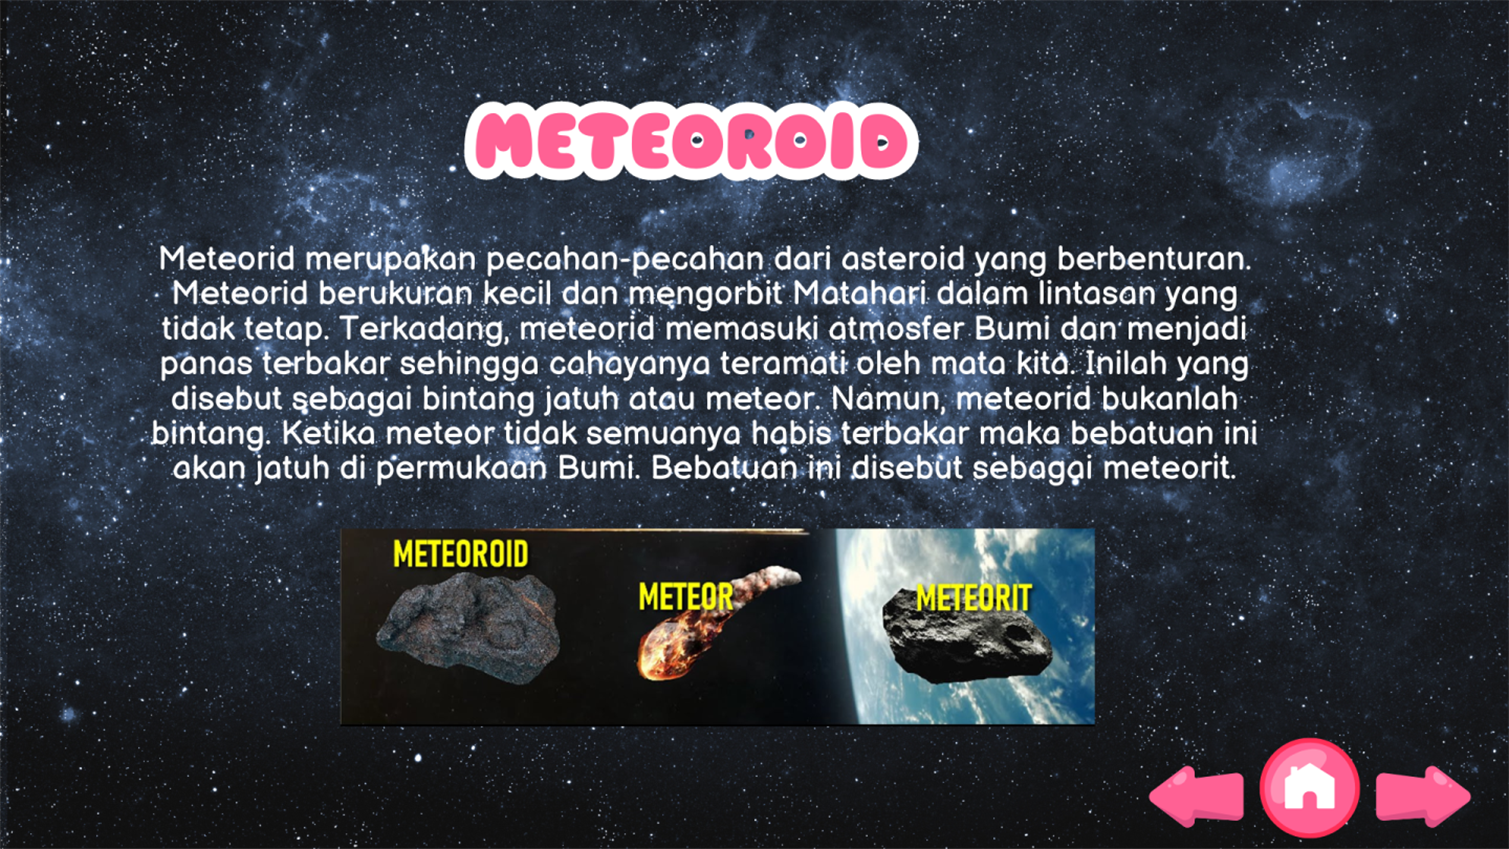 METEOROID
Meteorid merupakan pecahan-pecahan dari asteroid yang berbenturan.
Meteorid berukuran kecil dan mengorbit Matahari dalam lintasan yang
tidak tetap. Terkadang, meteorid memasuki atmosfer Bumi dan menjadi
panas terbakar sehingga cahayanya teramati oleh mata kita. Inilah yang
disebut sebagai bintang jatuh atau meteor. Namun, meteorid bukanlah
bintang. Ketika meteor tidak semuanya habis terbakar maka bebatuan ini
akan jatuh di permukaan Bumi. Bebatuan ini disebut sebagai meteorit.
METEOROID
METEOR
METEORIT